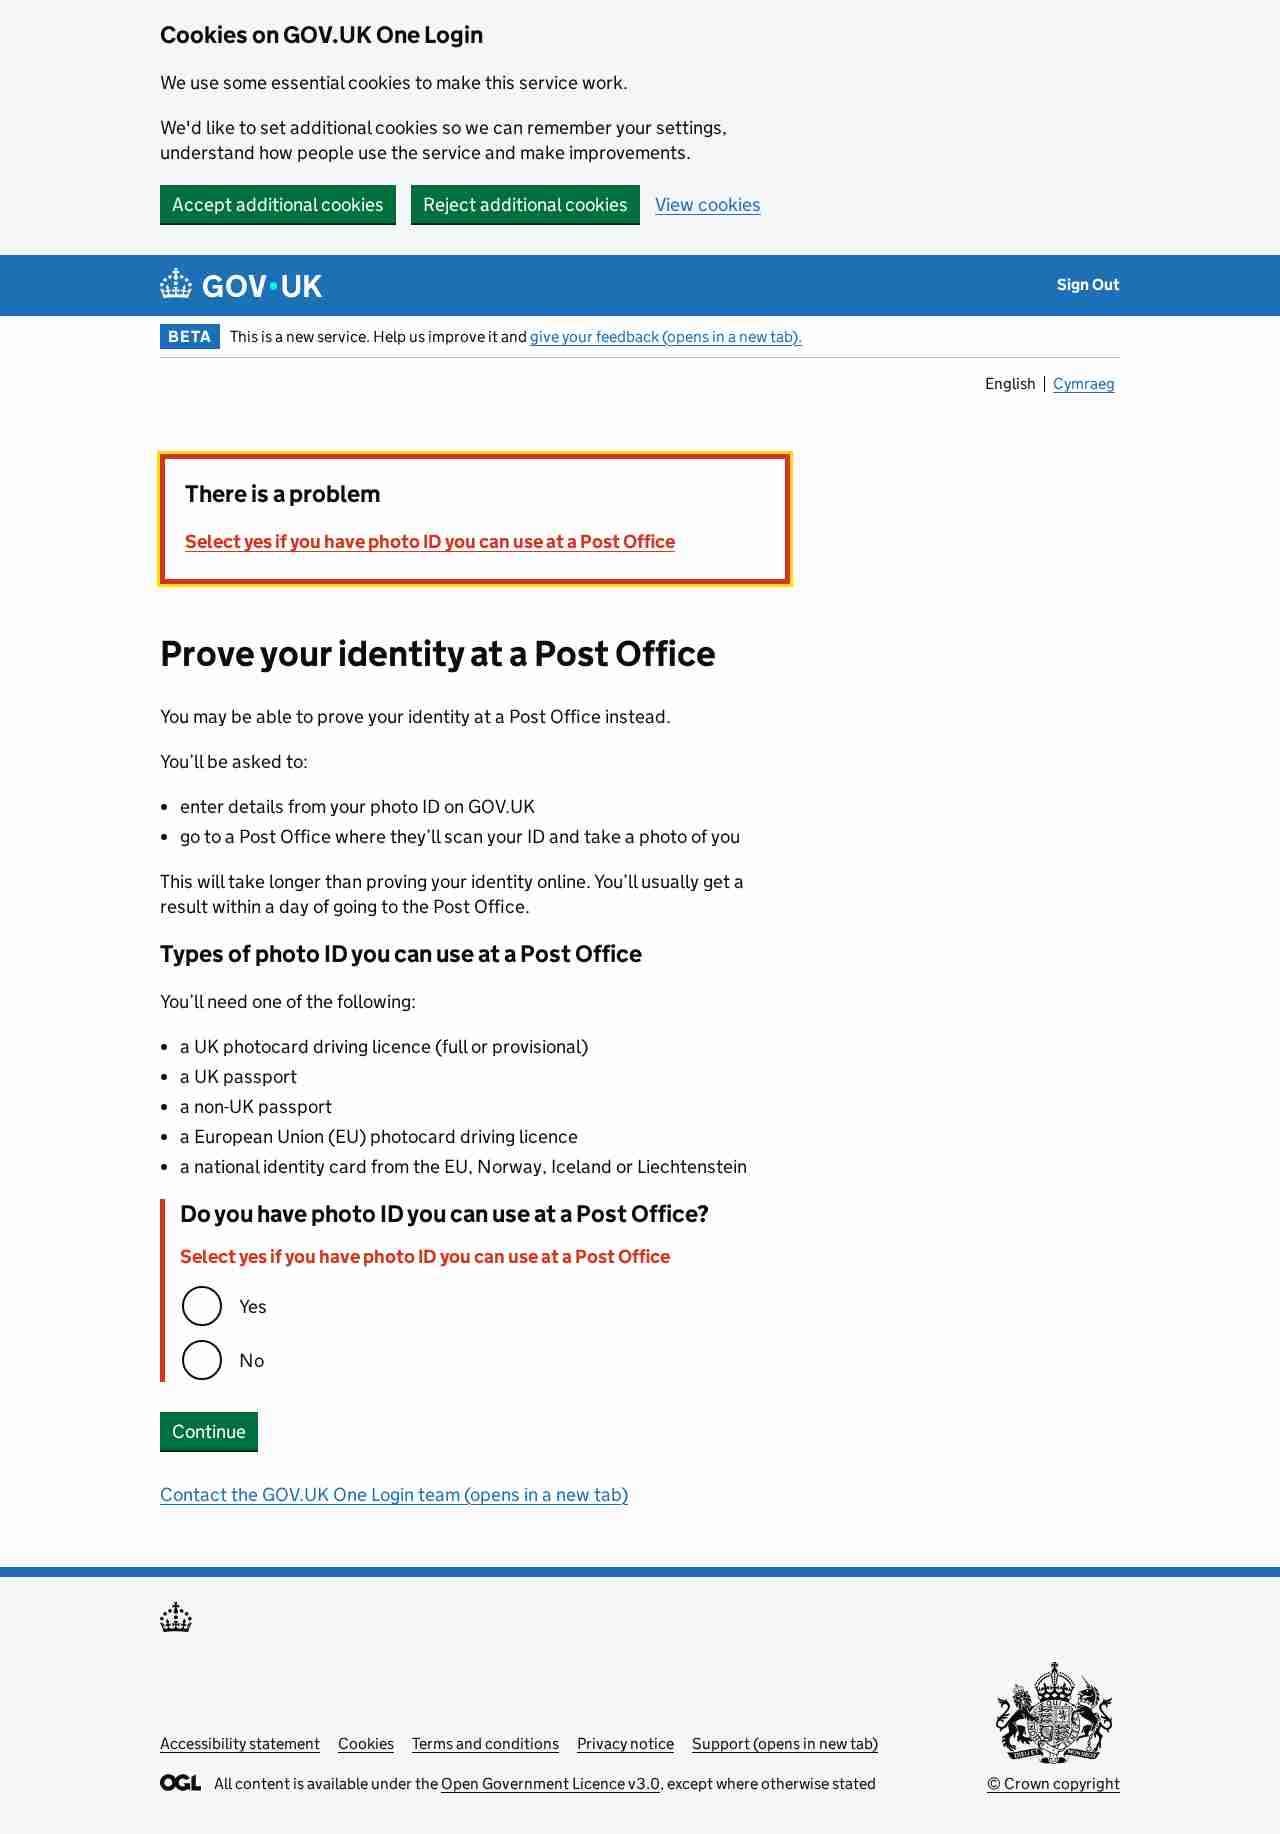 Cookies on GOV.UK One Login
We use some essential cookies to make this service work.
We'd like to set additional cookies so we can remember your settings,
understand how people use the service and make improvements.
Accept additional cookies Reject additional cookies View cookies
GOV·UK Sign Out
BETA This is a new service. Help us improve it and give your feedback (opens in a new tab).
English Cymraeg
There is a problem
Select yes if you have photo ID you can use at a Post Office
Prove your identity at a Post Office
You may be able to prove your identity at a Post Office instead.
You’ll be asked to:
• enter details from your photo ID on GOV.UK
• go to a Post Office where they’ll scan your ID and take a photo of you
This will take longer than proving your identity online. You’ll usually get a
result within a day of going to the Post Office.
Types of photo ID you can use at a Post Office
You’ll need one of the following:
• a UK photocard driving licence (full or provisional)
• a UK passport
• a non-UK passport
• a European Union (EU) photocard driving licence
• a national identity card from the EU, Norway, Iceland or Liechtenstein
Do you have photo ID you can use at a Post Office?
Select yes if you have photo ID you can use at a Post Office
Yes
No
Continue
Contact the GOV.UK One Login team (opens in a new tab)
Accessibility statement Cookies Terms and conditions Privacy notice Support (opens in new tab)
OGL All content is available under the Open Government Licence v3.0, except where otherwise stated
© Crown copyright